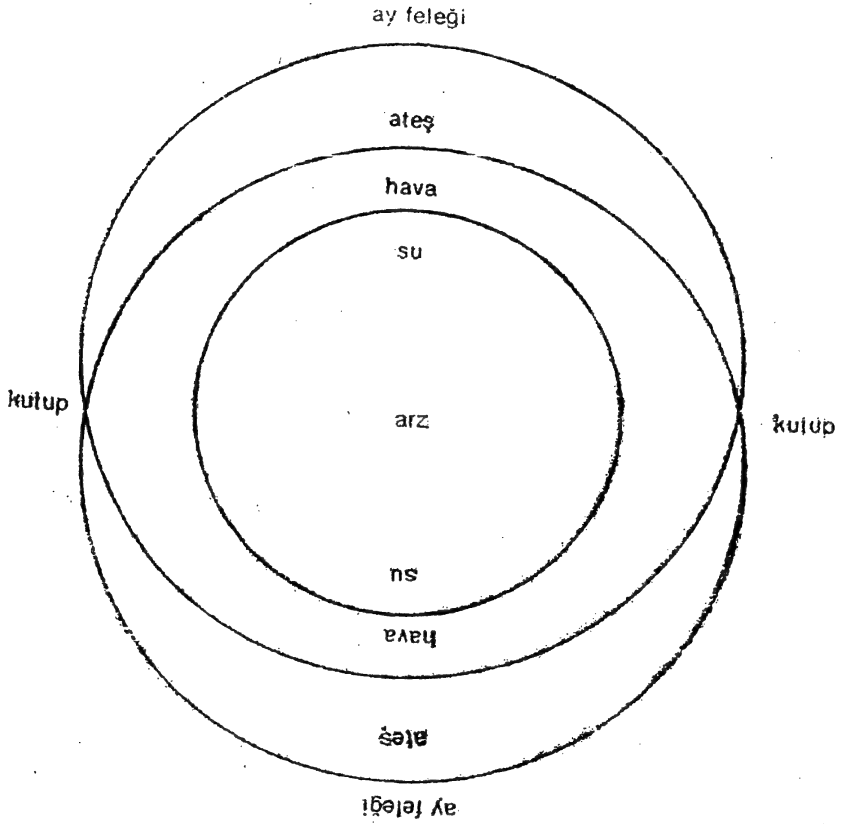 ay feleği
ateş
hava
su
kutup
arz
kutup
su
hava
ateş
ay feleği